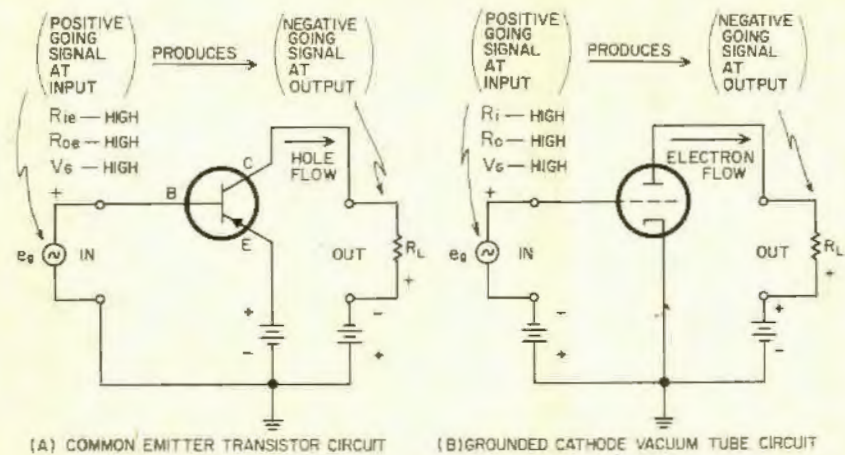 (POSITIVE
GOING
SIGNAL
AT
INPUT)
PRODUCES
(NEGATIVE
GOING
SIGNAL
AT
OUTPUT)
Rie — HIGH
Roe — HIGH
VG — HIGH
+
B
C
E
HOLE
FLOW
eg
IN
OUT
RL
+
+
-
-
+
(A) COMMON EMITTER TRANSISTOR CIRCUIT
(POSITIVE
GOING
SIGNAL
AT
INPUT)
PRODUCES
(NEGATIVE
GOING
SIGNAL
AT
OUTPUT)
Ri — HIGH
Ro — HIGH
VG — HIGH
+
ELECTRON
FLOW
eg
IN
OUT
RL
+
-
+
+
-
(B) GROUNDED CATHODE VACUUM TUBE CIRCUIT